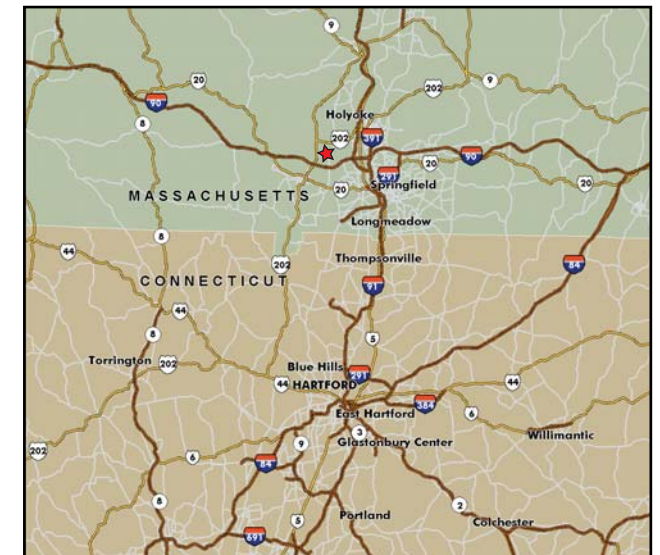 9
20
202
9
90
8
Holyoke
202
391
90
20
291
20
20
Springfield
MASSACHUSETTS
Longmeadow
8
44
Thompsonville
202
84
CONNECTICUT
91
44
8
5
Torrington
202
Blue Hills
291
44
HARTFORD
44
384
East Hartford
6
Willimantic
9
3
Glastonbury Center
202
6
84
8
2
5
Portland
Colchester
691